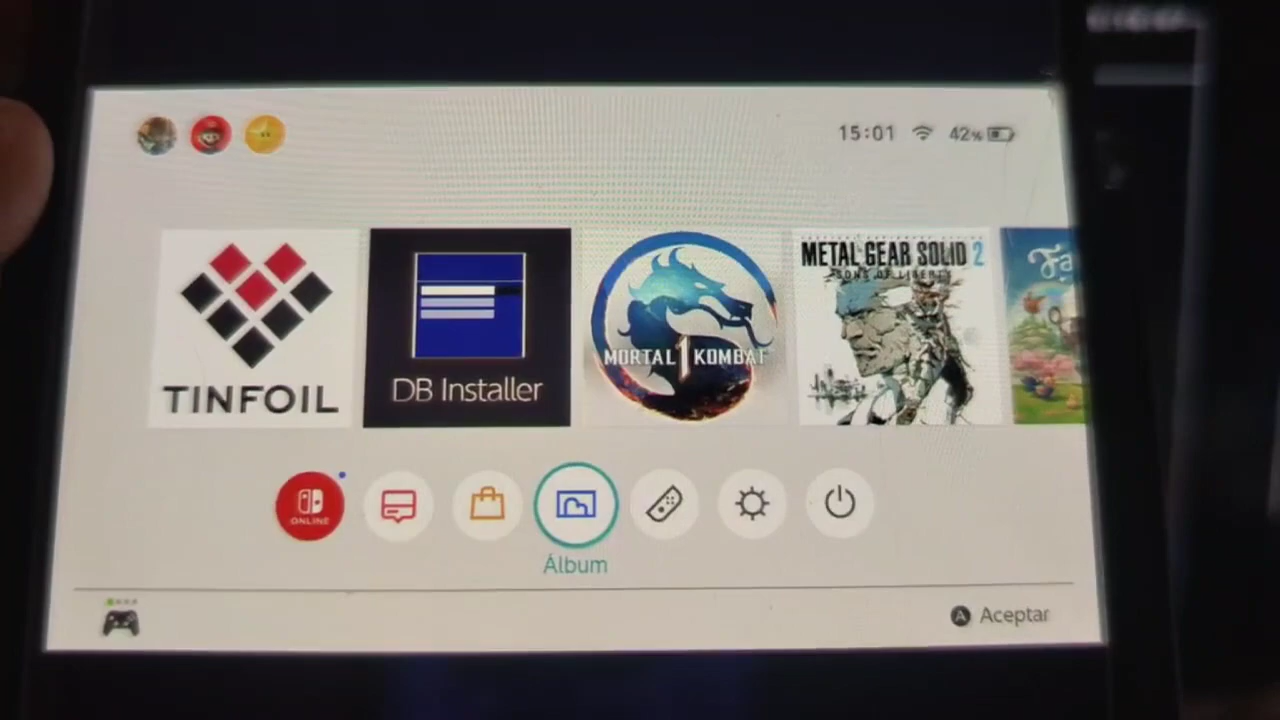 15:01 42%
TINFOIL
DB Installer
MORTAL 1 KOMBAT
METAL GEAR SOLID 2
SONS OF LIBERTY
Fa
ONLINE
Álbum
A Aceptar